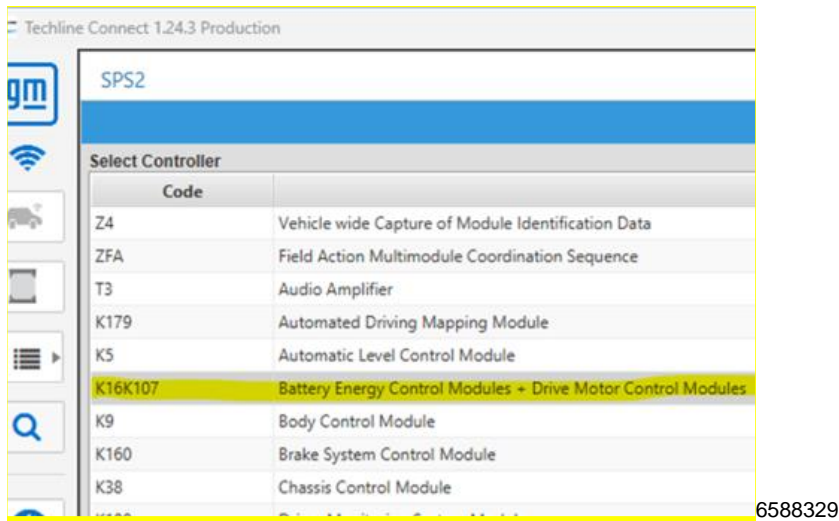 Techline Connect 1.24.3 Production
gm
SPS2
Select Controller
Code
Z4 Vehicle wide Capture of Module Identification Data
ZFA Field Action Multimodule Coordination Sequence
T3 Audio Amplifier
K179 Automated Driving Mapping Module
K5 Automatic Level Control Module
K16K107 Battery Energy Control Modules + Drive Motor Control Modules
K9 Body Control Module
K160 Brake System Control Module
K38 Chassis Control Module
6588329